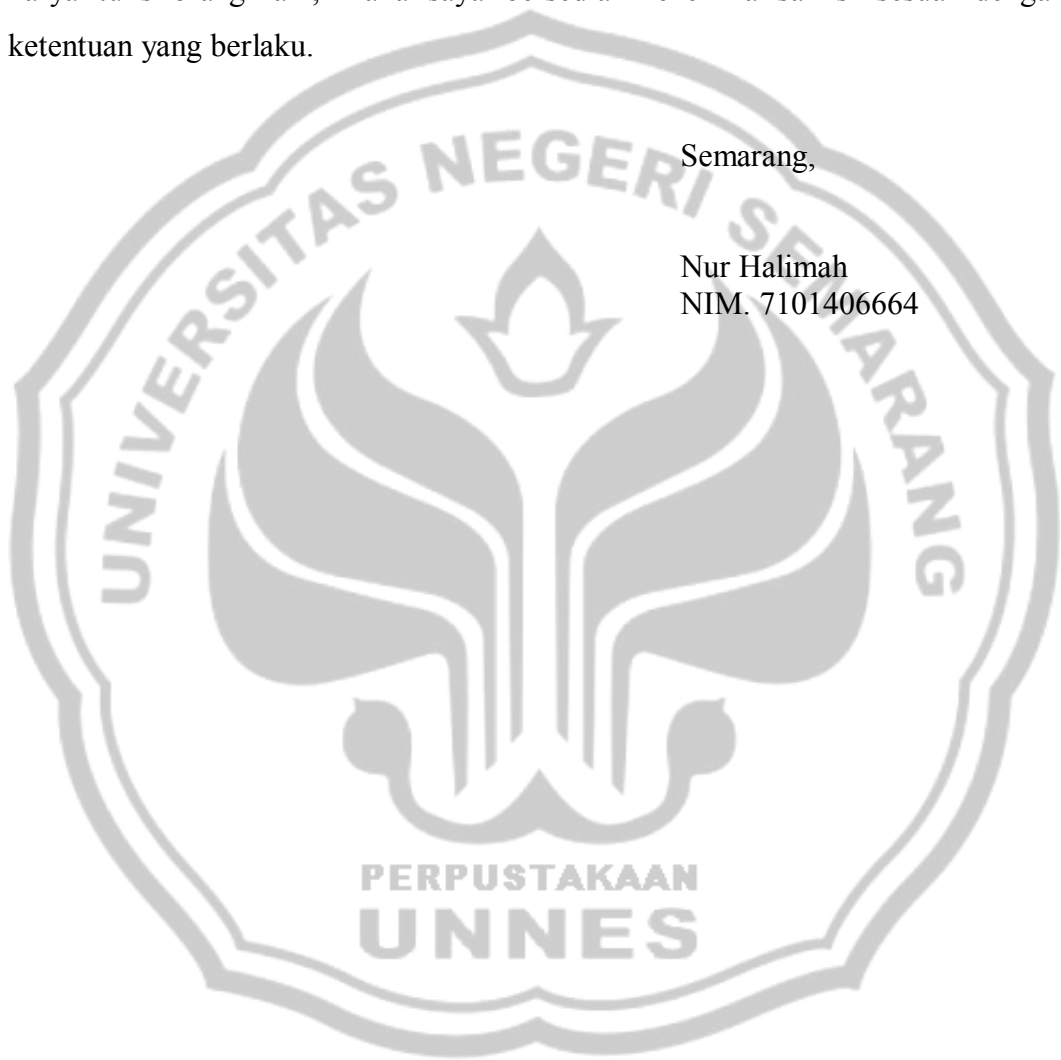 ketentuan yang berlaku.
Semarang,
Nur Halimah
NIM. 7101406664
UNIVERSITAS NEGERI SEMARANG
PERPUSTAKAAN
UNNES